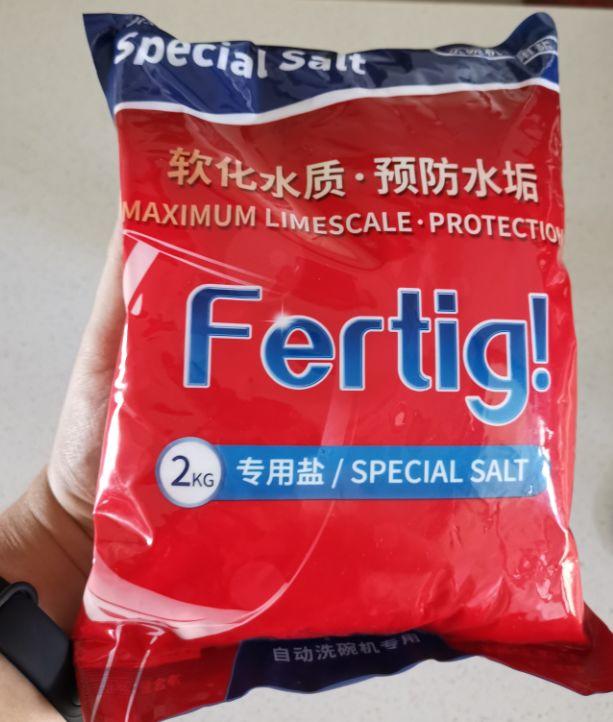 Special Salt
软化水质·预防水垢
MAXIMUM LIMESCALE·PROTECTION
Fertig!
2KG
专用盐 / SPECIAL SALT
自动洗碗机专用